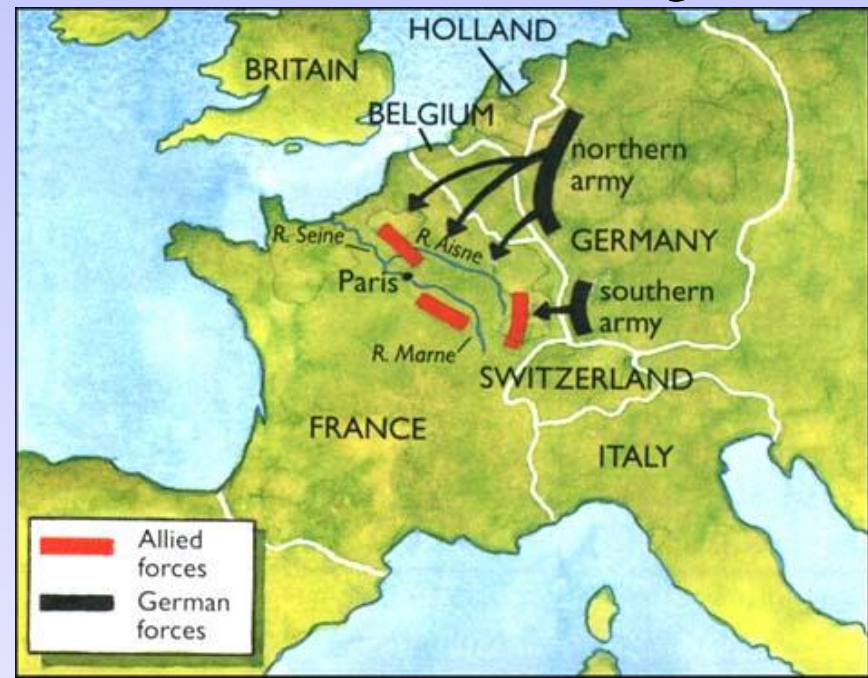 HOLLAND
BRITAIN
BELGIUM
northern
army
R. Seine
R. Aisne
GERMANY
Paris
southern
army
R. Marne
SWITZERLAND
FRANCE
ITALY
Allied
forces
German
forces